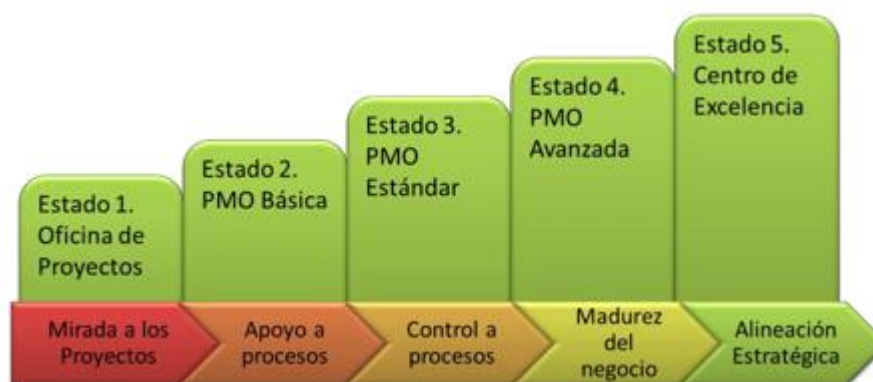 Estado 1.
Oficina de
Proyectos
Estado 2.
PMO Básica
Estado 3.
PMO
Estándar
Estado 4.
PMO
Avanzada
Estado 5.
Centro de
Excelencia
Mirada a los
Proyectos
Apoyo a
procesos
Control a
procesos
Madurez
del
negocio
Alineación
Estratégica